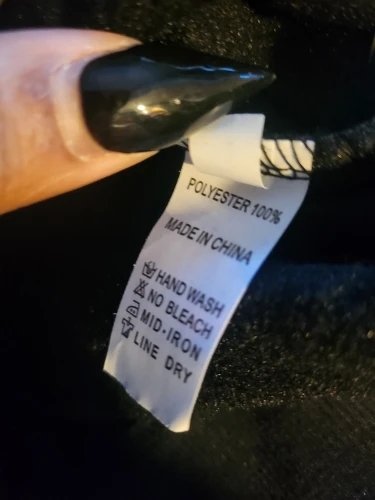 POLYESTER 100%
MADE IN CHINA
HAND WASH
NO BLEACH
MID-IRON
LINE DRY